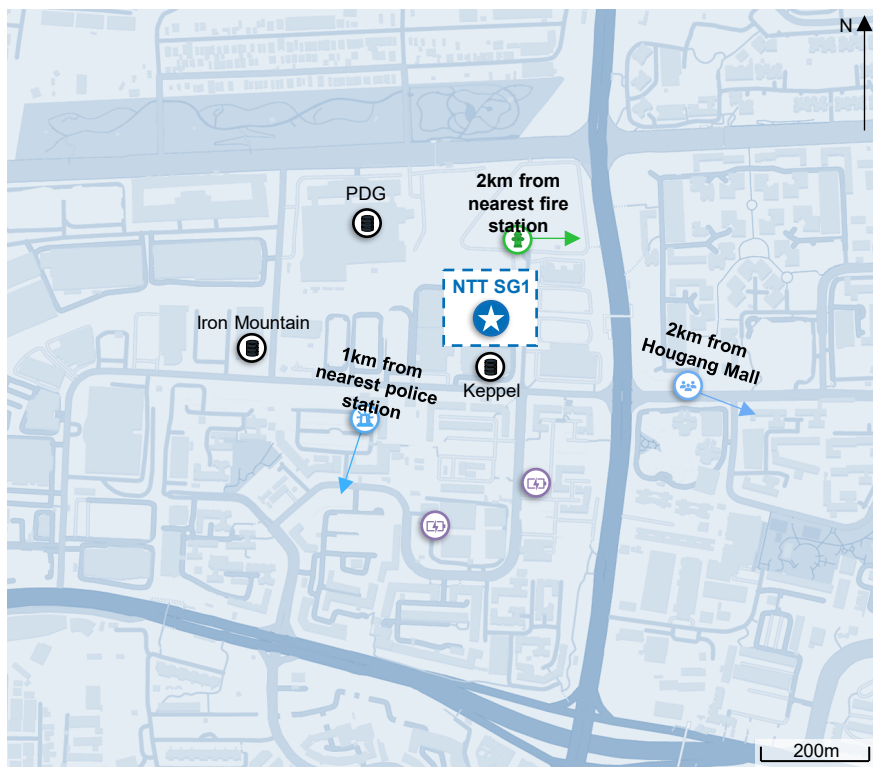 N
PDG
2km from
nearest fire
station
NTT SG1
Iron Mountain
1km from
nearest police
station
Keppel
2km from
Hougang Mall
200m